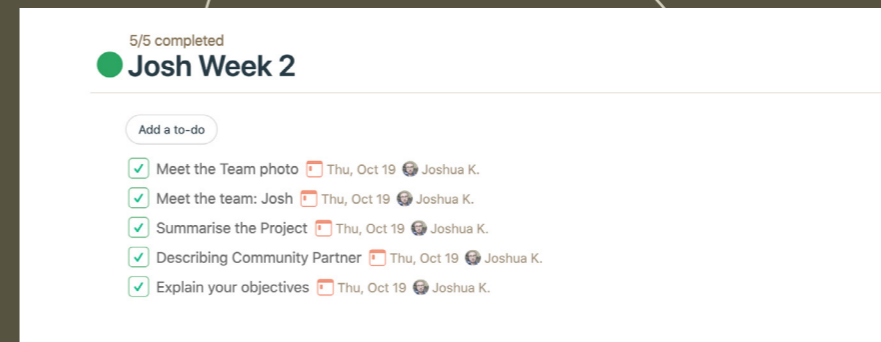 5/5 completed
Josh Week 2
Add a to-do
Meet the Team photo Thu, Oct 19 Joshua K.
Meet the team: Josh Thu, Oct 19 Joshua K.
Summarise the Project Thu, Oct 19 Joshua K.
Describing Community Partner Thu, Oct 19 Joshua K.
Explain your objectives Thu, Oct 19 Joshua K.